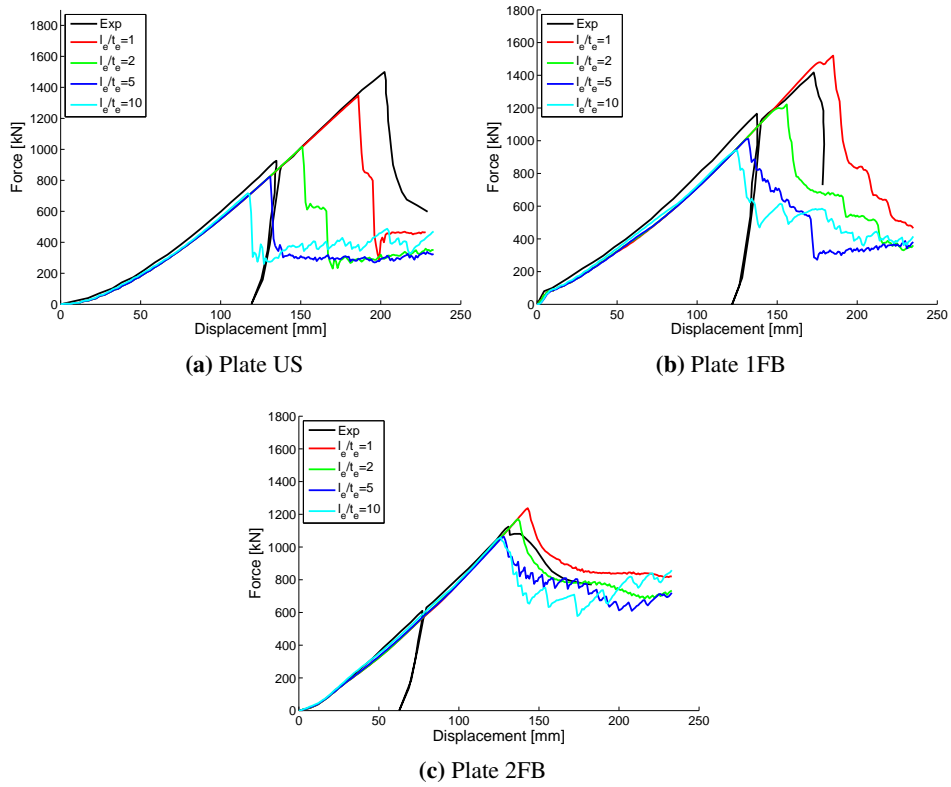 1800
1600
1400
1200
1000
800
600
400
200
0
Force [kN]
Exp
l_e/t_e=1
l_e/t_e=2
l_e/t_e=5
l_e/t_e=10
0 50 100 150 200 250
Displacement [mm]
(a) Plate US
1800
1600
1400
1200
1000
800
600
400
200
0
Force [kN]
Exp
l_e/t_e=1
l_e/t_e=2
l_e/t_e=5
l_e/t_e=10
0 50 100 150 200 250
Displacement [mm]
(b) Plate 1FB
1800
1600
1400
1200
1000
800
600
400
200
0
Force [kN]
Exp
l_e/t_e=1
l_e/t_e=2
l_e/t_e=5
l_e/t_e=10
0 50 100 150 200 250
Displacement [mm]
(c) Plate 2FB